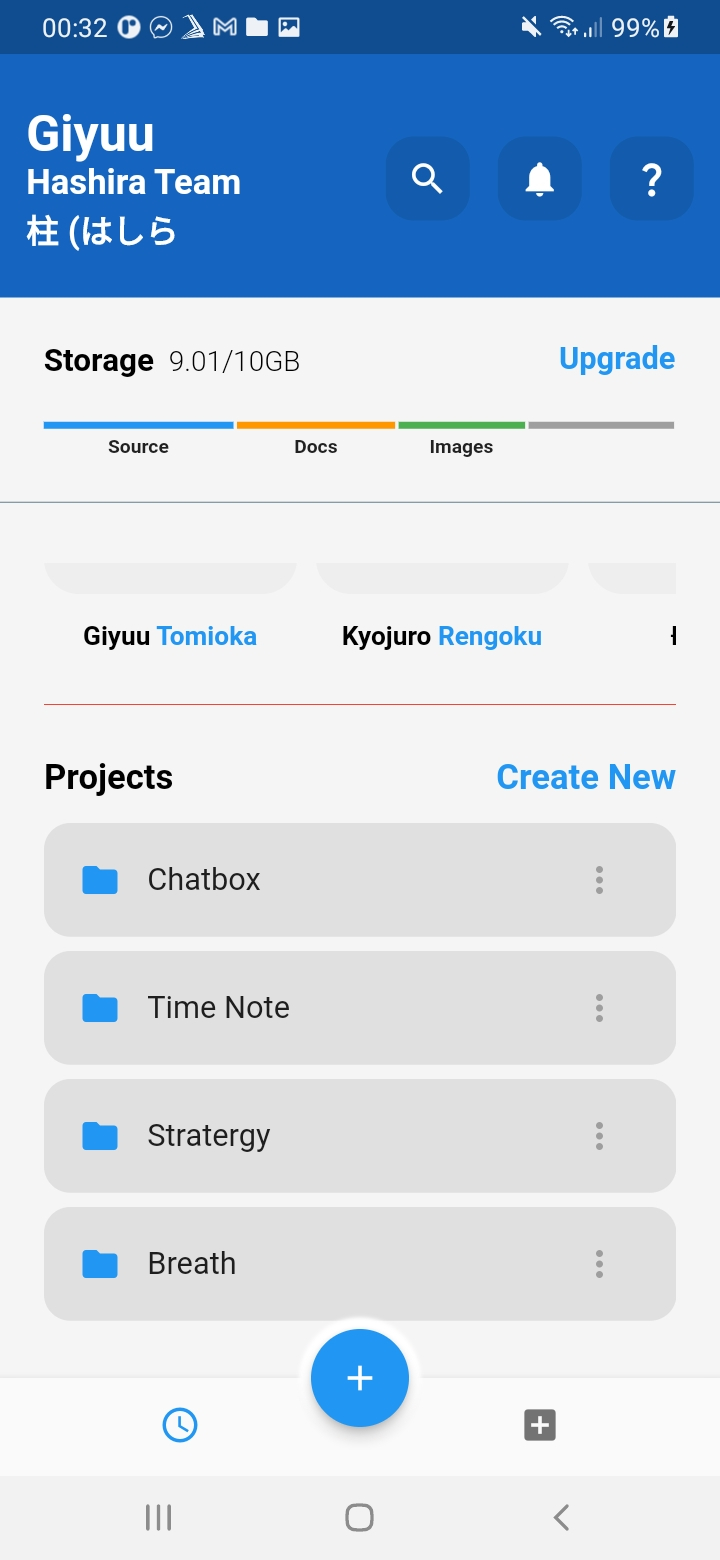 00:32 99%
Giyuu
Hashira Team
柱 (はしら
Storage 9.01/10GB Upgrade
Source Docs Images
Giyuu Tomioka Kyojuro Rengoku
Projects Create New
Chatbox
Time Note
Stratergy
Breath